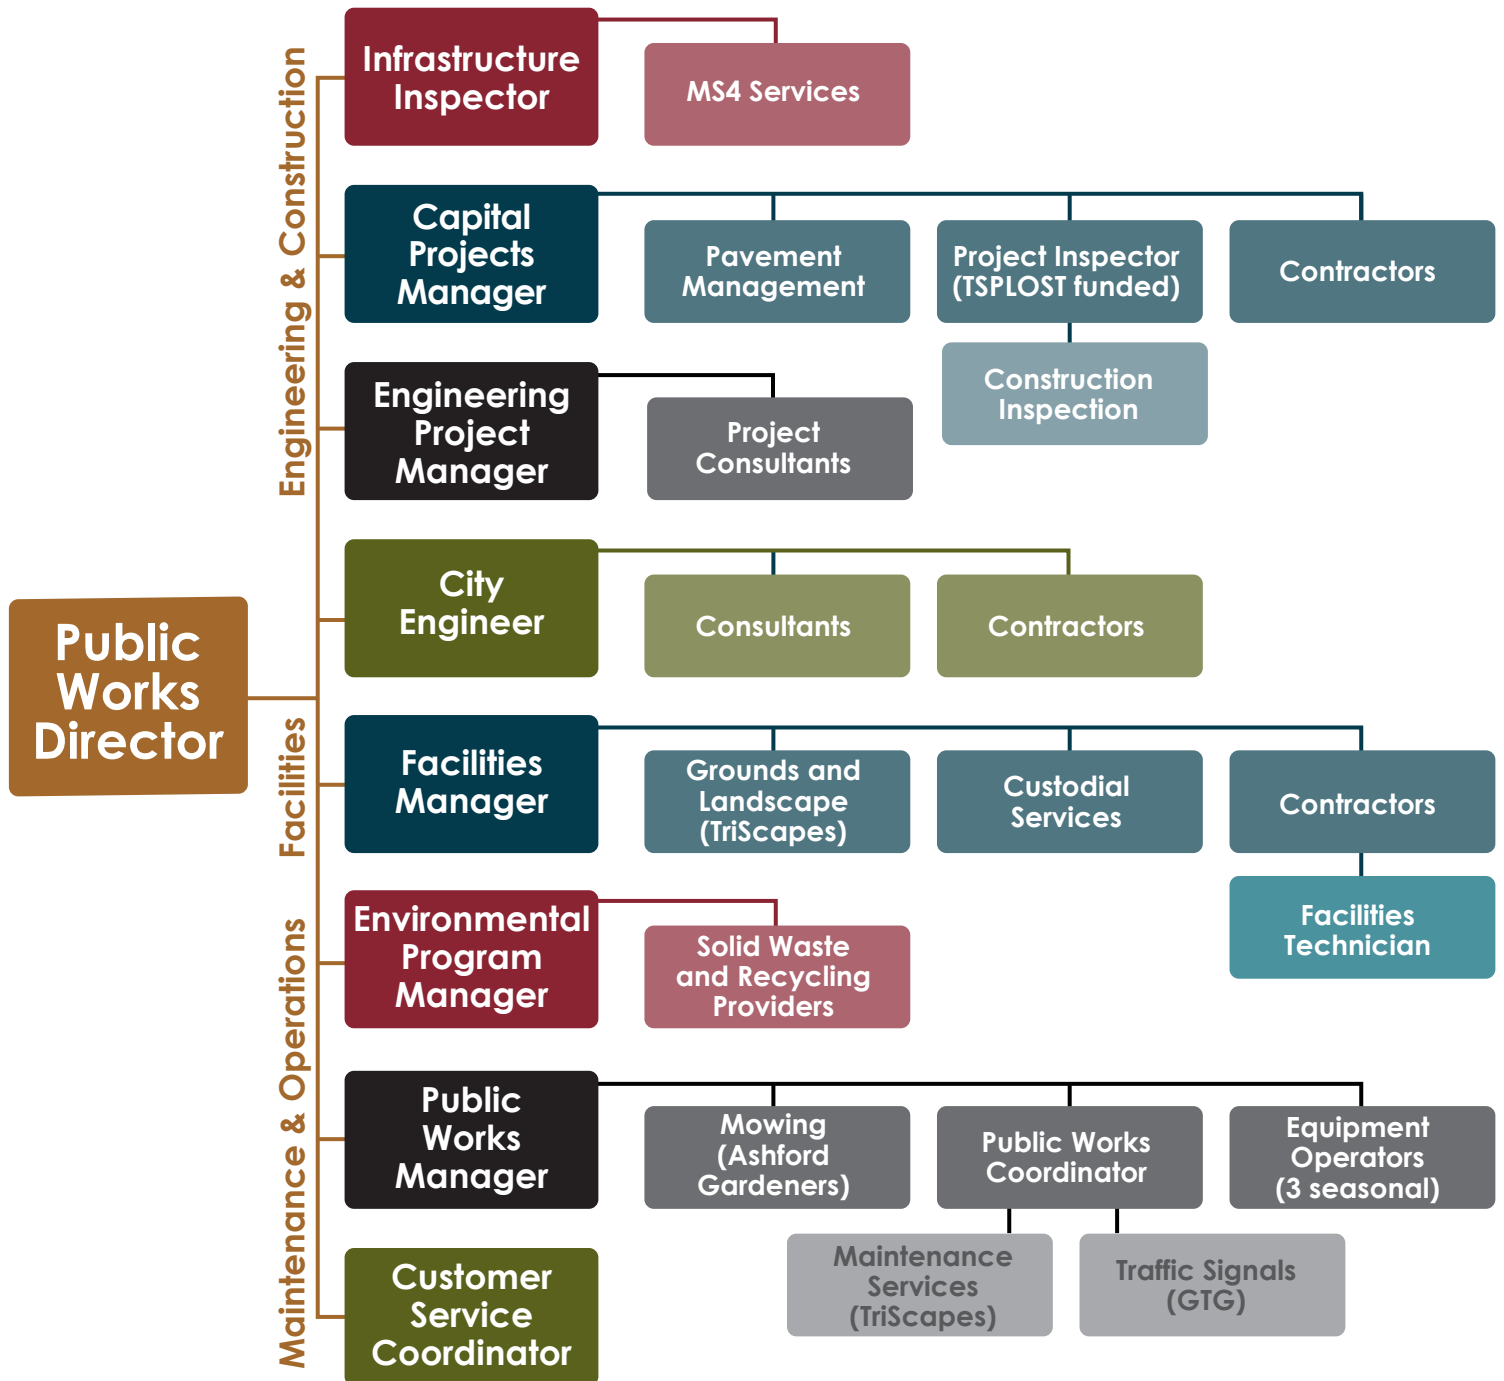 Public
Works
Director
Engineering & Construction
Facilities
Maintenance & Operations
Infrastructure
Inspector
MS4 Services
Capital
Projects
Manager
Pavement
Management
Project Inspector
(TSPLOST funded)
Contractors
Construction
Inspection
Engineering
Project
Manager
Project
Consultants
City
Engineer
Consultants
Contractors
Facilities
Manager
Grounds and
Landscape
(TriScapes)
Custodial
Services
Contractors
Facilities
Technician
Environmental
Program
Manager
Solid Waste
and Recycling
Providers
Public
Works
Manager
Mowing
(Ashford
Gardeners)
Public Works
Coordinator
Equipment
Operators
(3 seasonal)
Maintenance
Services
(TriScapes)
Traffic Signals
(GTG)
Customer
Service
Coordinator